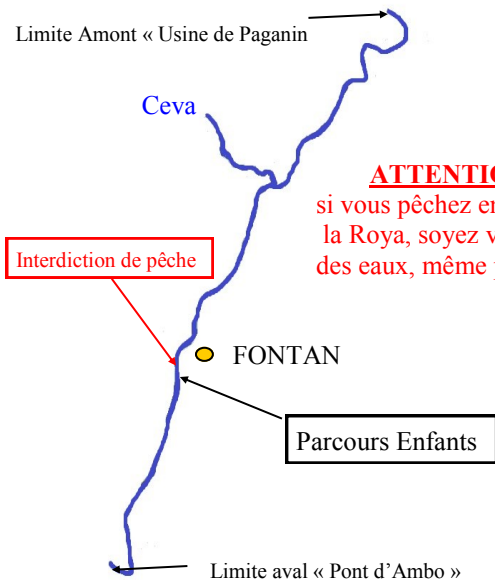 Limite Amont « Usine de Paganin
Ceva
ATTENTIO
si vous pêchez
la Roya, soyez
des eaux, même
Interdiction de pêche
FONTAN
Parcours Enfants
Limite aval « Pont d’Ambo »